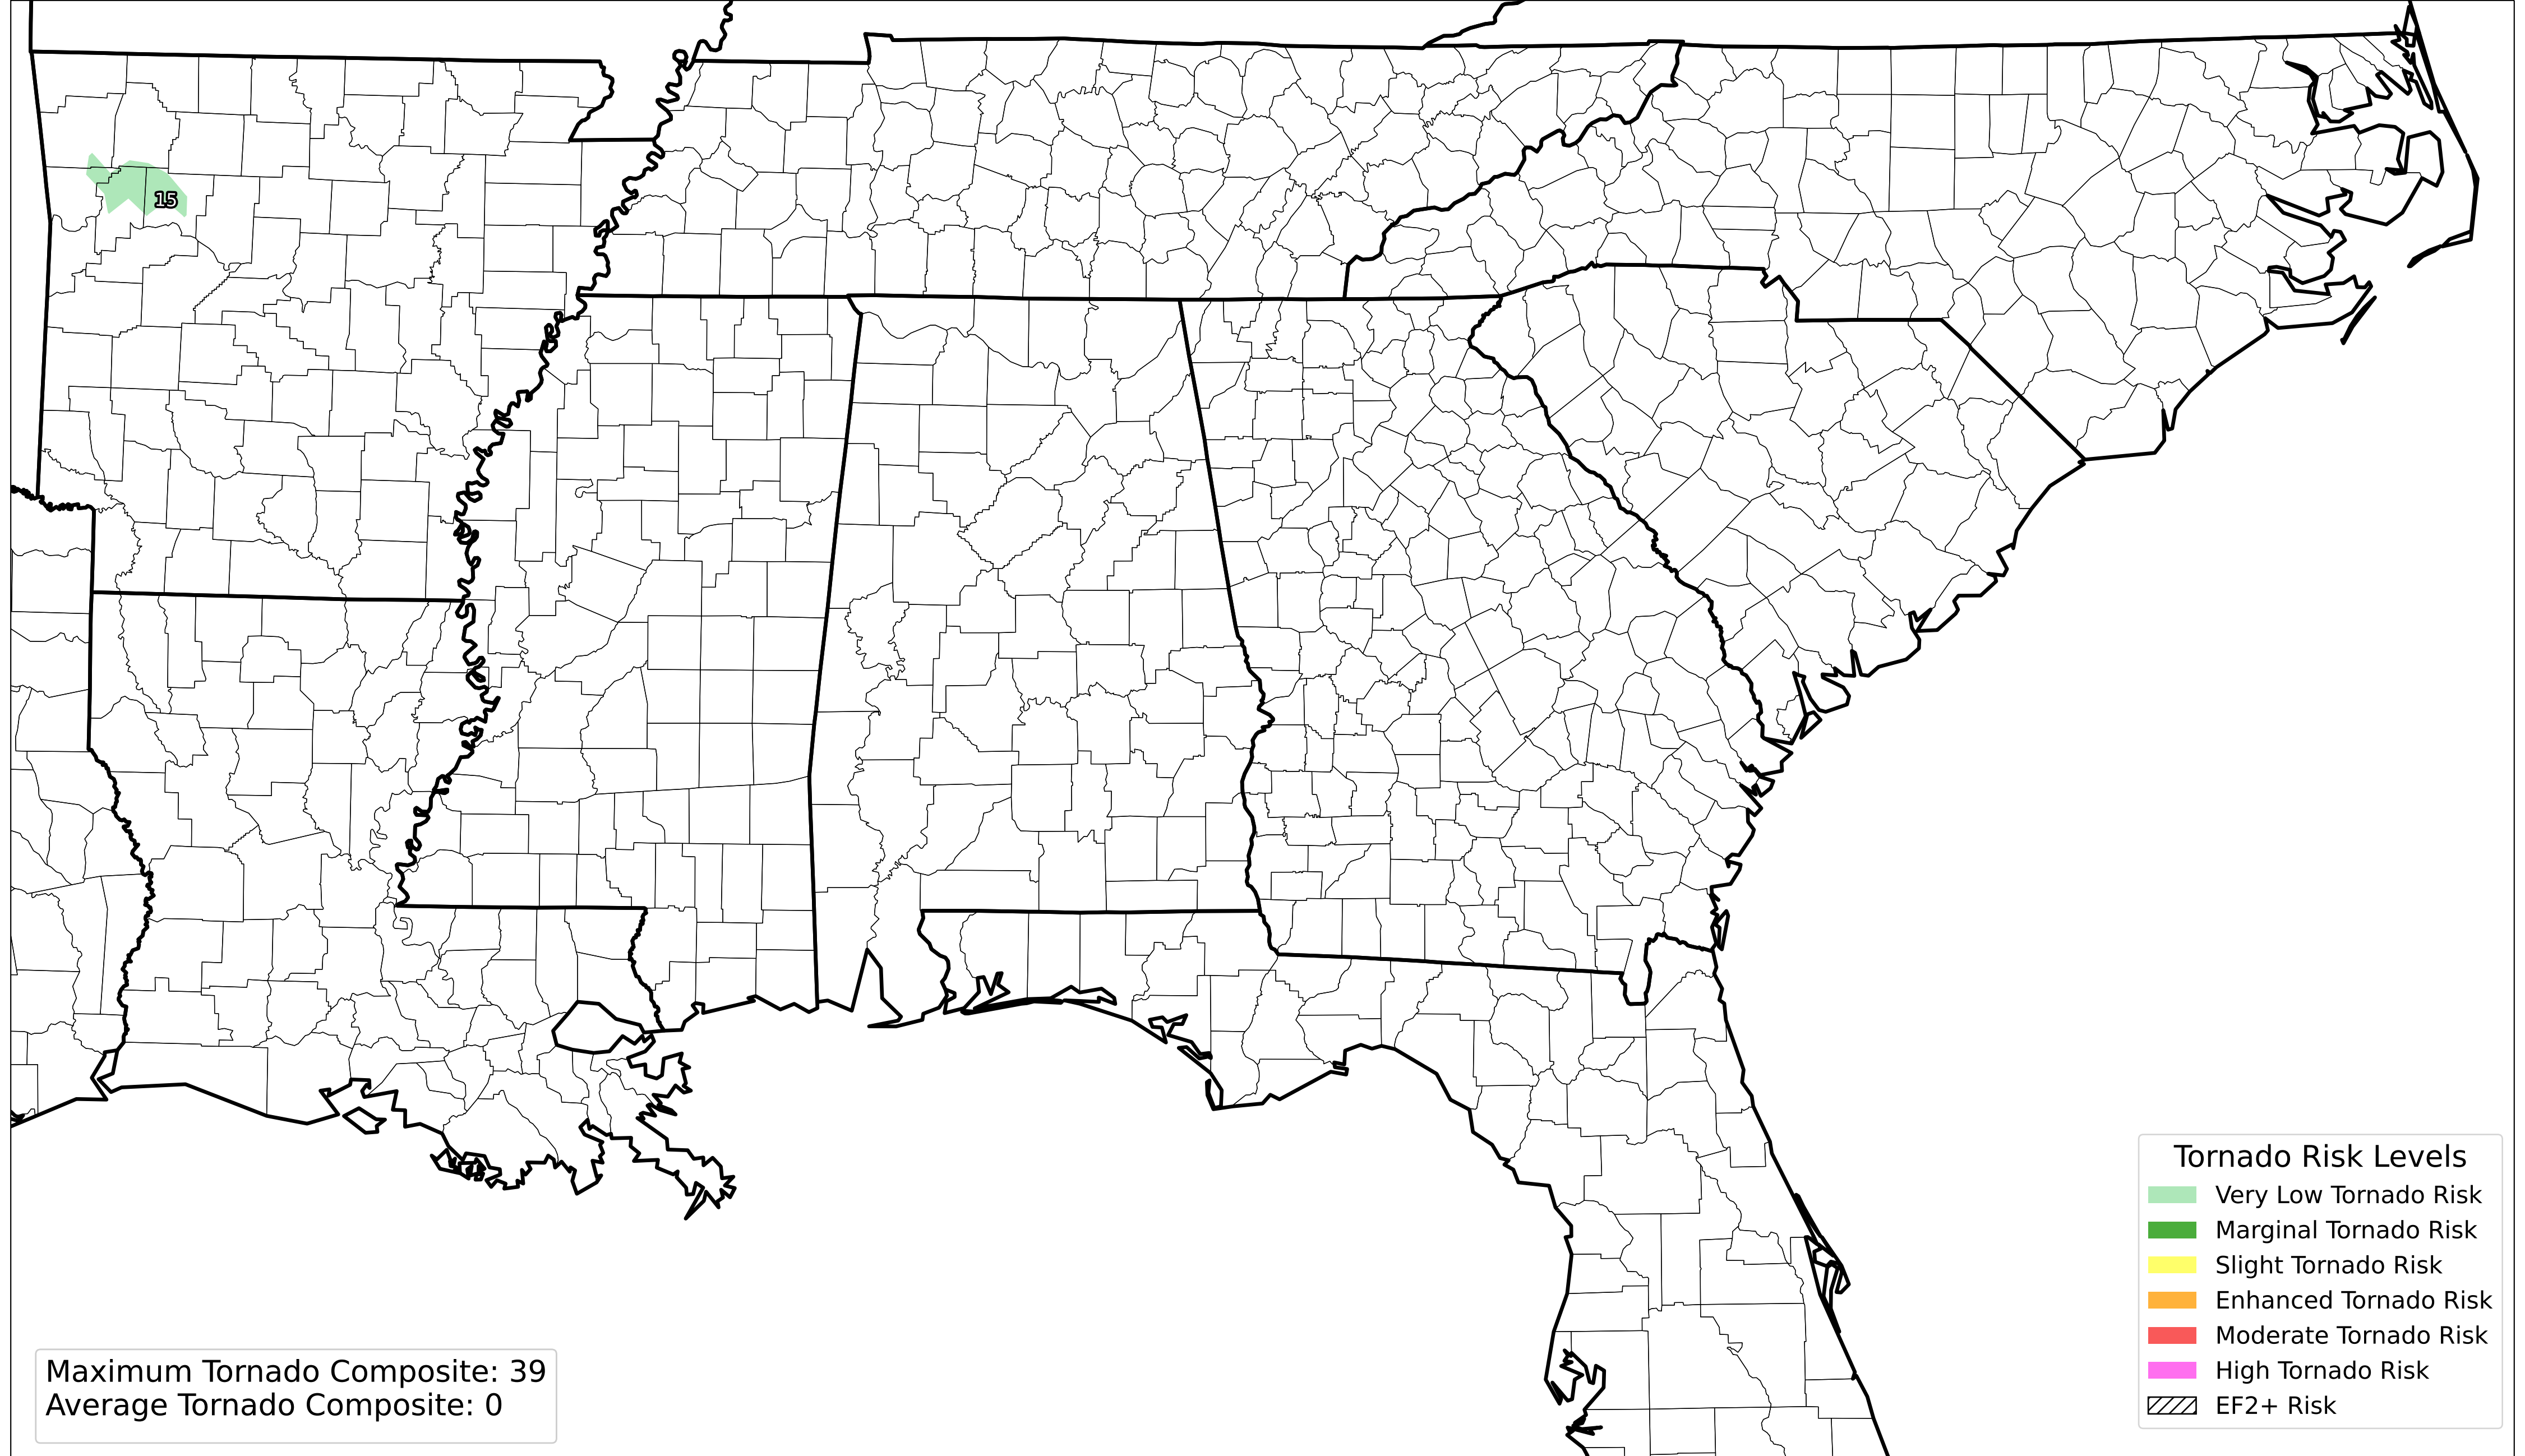 15
Tornado Risk Levels
Very Low Tornado Risk
Marginal Tornado Risk
Slight Tornado Risk
Enhanced Tornado Risk
Moderate Tornado Risk
High Tornado Risk
EF2+ Risk
Maximum Tornado Composite: 39
Average Tornado Composite: 0